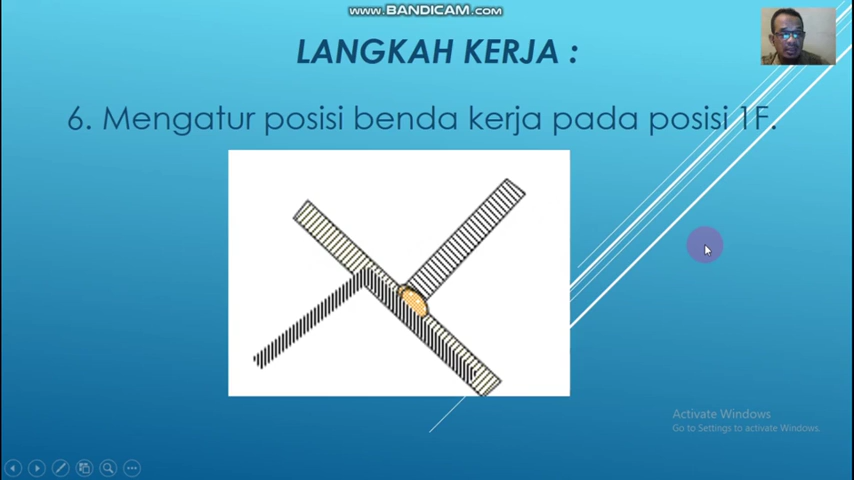 www.BANDICAM.com
LANGKAH KERJA :
6. Mengatur posisi benda kerja pada posisi 1F.
Activate Windows
Go to Settings to activate Windows.